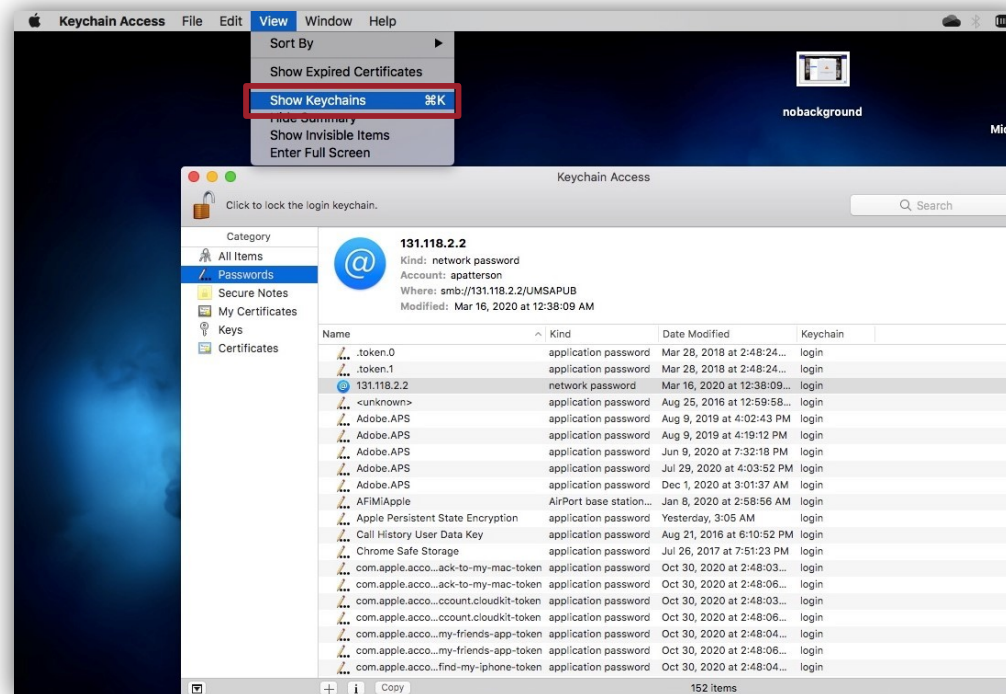 Keychain Access File Edit View Window Help
Sort By
Show Expired Certificates
Show Keychains ⌘K
Hide Summary
Show Invisible Items
Enter Full Screen
nobackground
Keychain Access
Click to lock the login keychain.
Search
Category
All Items
Passwords
Secure Notes
My Certificates
Keys
Certificates
131.118.2.2
Kind: network password
Account: apatterson
Where: smb://131.118.2.2/UMSAPUB
Modified: Mar 16, 2020 at 12:38:09 AM
Name Kind Date Modified Keychain
.token.0 application password Mar 28, 2018 at 2:48:24... login
.token.1 application password Mar 28, 2018 at 2:48:24... login
131.118.2.2 network password Mar 16, 2020 at 12:38:09... login
<unknown> application password Aug 25, 2016 at 12:59:58... login
Adobe.APS application password Aug 9, 2019 at 4:02:43 PM login
Adobe.APS application password Aug 9, 2019 at 4:19:12 PM login
Adobe.APS application password Jun 9, 2020 at 7:32:18 PM login
Adobe.APS application password Jul 29, 2020 at 4:03:52 PM login
Adobe.APS application password Dec 1, 2020 at 3:01:37 AM login
AFiMiApple AirPort base station... Jan 8, 2020 at 2:58:56 AM login
Apple Persistent State Encryption application password Yesterday, 3:05 AM login
Call History User Data Key application password Aug 21, 2016 at 6:10:52 PM login
Chrome Safe Storage application password Jul 26, 2017 at 7:51:23 PM login
com.apple.acco...ack-to-my-mac-token application password Oct 30, 2020 at 2:48:03... login
com.apple.acco...ack-to-my-mac-token application password Oct 30, 2020 at 2:48:06... login
com.apple.acco...ccount.cloudkit-token application password Oct 30, 2020 at 2:48:03... login
com.apple.acco...ccount.cloudkit-token application password Oct 30, 2020 at 2:48:06... login
com.apple.acco...my-friends-app-token application password Oct 30, 2020 at 2:48:04... login
com.apple.acco...my-friends-app-token application password Oct 30, 2020 at 2:48:06... login
com.apple.acco...find-my-iphone-token application password Oct 30, 2020 at 2:48:04... login
Copy 152 items